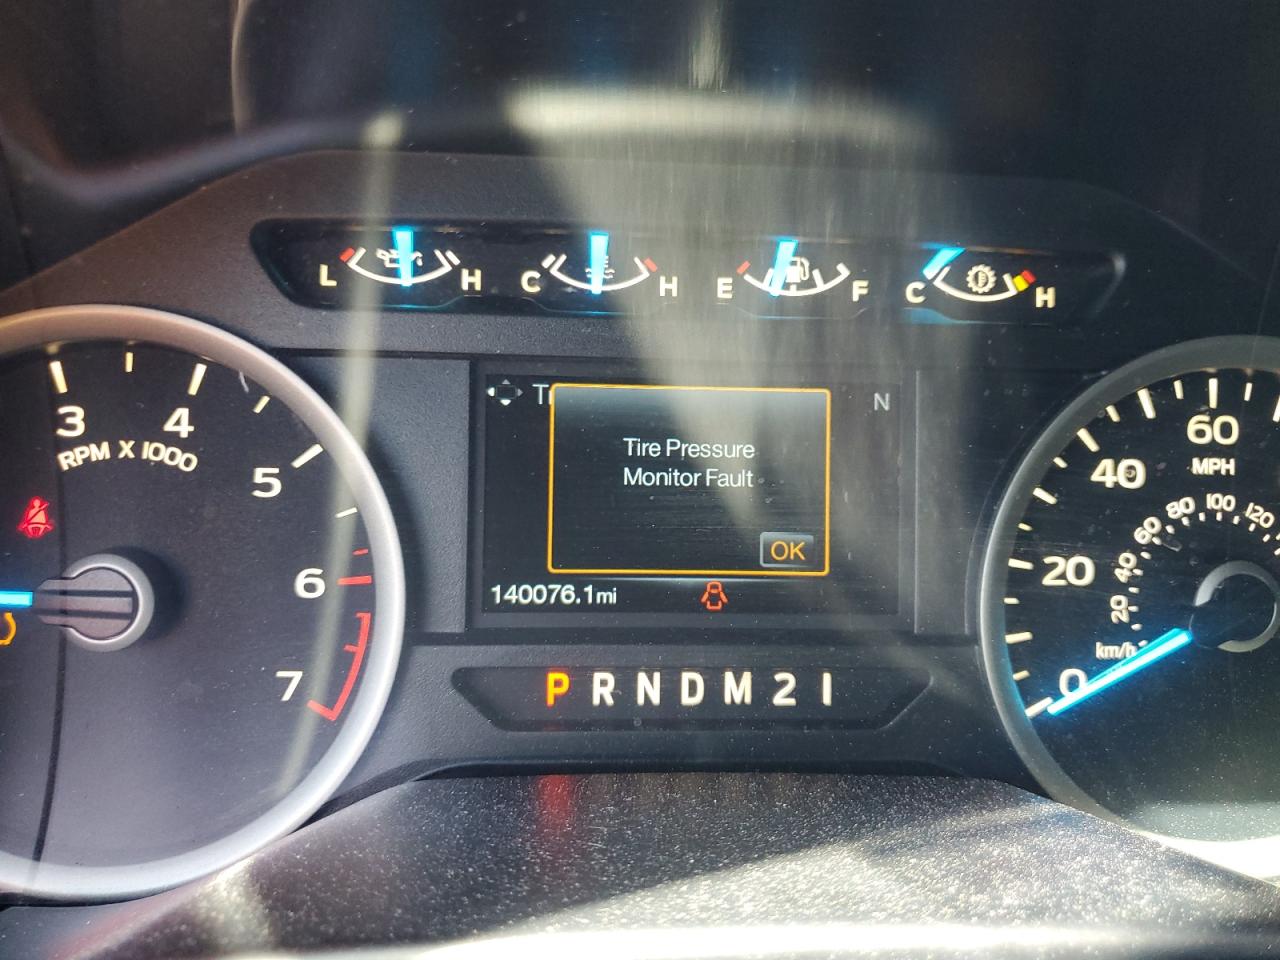 L H C H E F C H
Tr N
Tire Pressure
Monitor Fault
OK
140076.1mi
P R N D M 2 1
3 4 5 6 7
RPM X 1000
0 20 40 60
MPH
20 40 60 80 100 120
km/h